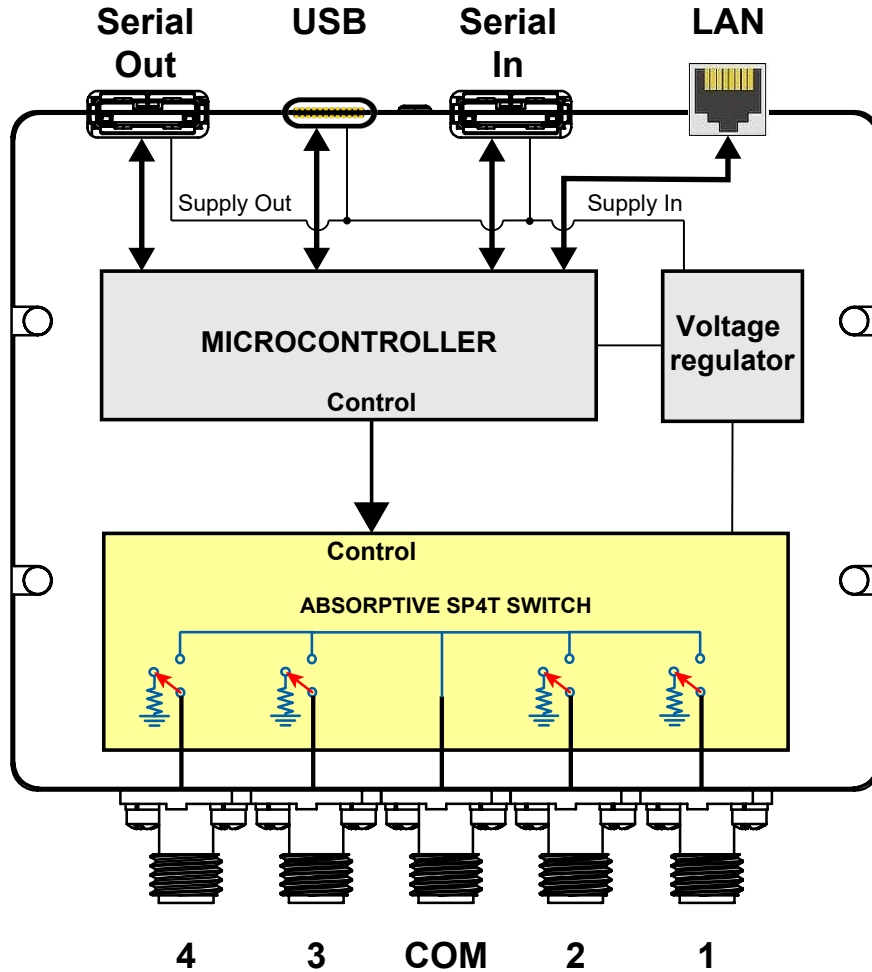 Serial
Out
USB
Serial
In
LAN
Supply Out
Supply In
MICROCONTROLLER
Control
Voltage
regulator
Control
ABSORPTIVE SP4T SWITCH
4
3
COM
2
1